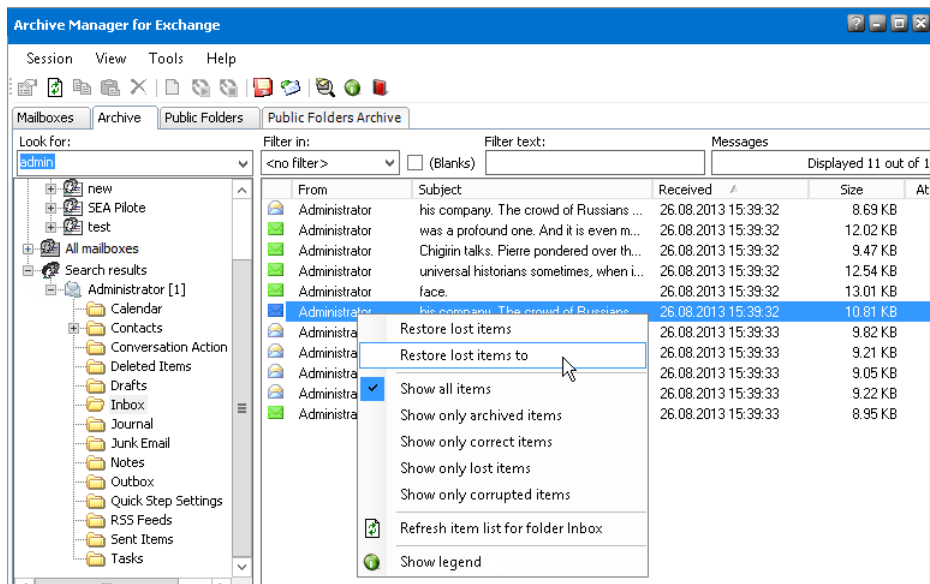 Archive Manager for Exchange
Session View Tools Help
Mailboxes Archive Public Folders Public Folders Archive
Look for: Filter in: Filter text: Messages
admin <no filter> (Blanks) Displayed 11 out of 1
From Subject Received Size At
new
SEA Pilote
test
All mailboxes
Search results
Administrator [1]
Calendar
Contacts
Conversation Action
Deleted Items
Drafts
Inbox
Journal
Junk Email
Notes
Outbox
Quick Step Settings
RSS Feeds
Sent Items
Tasks
Administrator his company. The crowd of Russians ... 26.08.2013 15:39:32 8.69 KB
Administrator was a profound one. And it is even m... 26.08.2013 15:39:32 12.02 KB
Administrator Chigirin talks. Pierre pondered over th... 26.08.2013 15:39:32 9.47 KB
Administrator universal historians sometimes, when i... 26.08.2013 15:39:32 12.54 KB
Administrator face. 26.08.2013 15:39:32 13.01 KB
Administrator his company. The crowd of Russians ... 26.08.2013 15:39:32 10.81 KB
Administra 26.08.2013 15:39:33 9.82 KB
Administra 26.08.2013 15:39:33 9.21 KB
Administra 26.08.2013 15:39:33 9.05 KB
Administra 26.08.2013 15:39:33 9.22 KB
Administra 26.08.2013 15:39:33 8.95 KB
Restore lost items
Restore lost items to
Show all items
Show only archived items
Show only correct items
Show only lost items
Show only corrupted items
Refresh item list for folder Inbox
Show legend